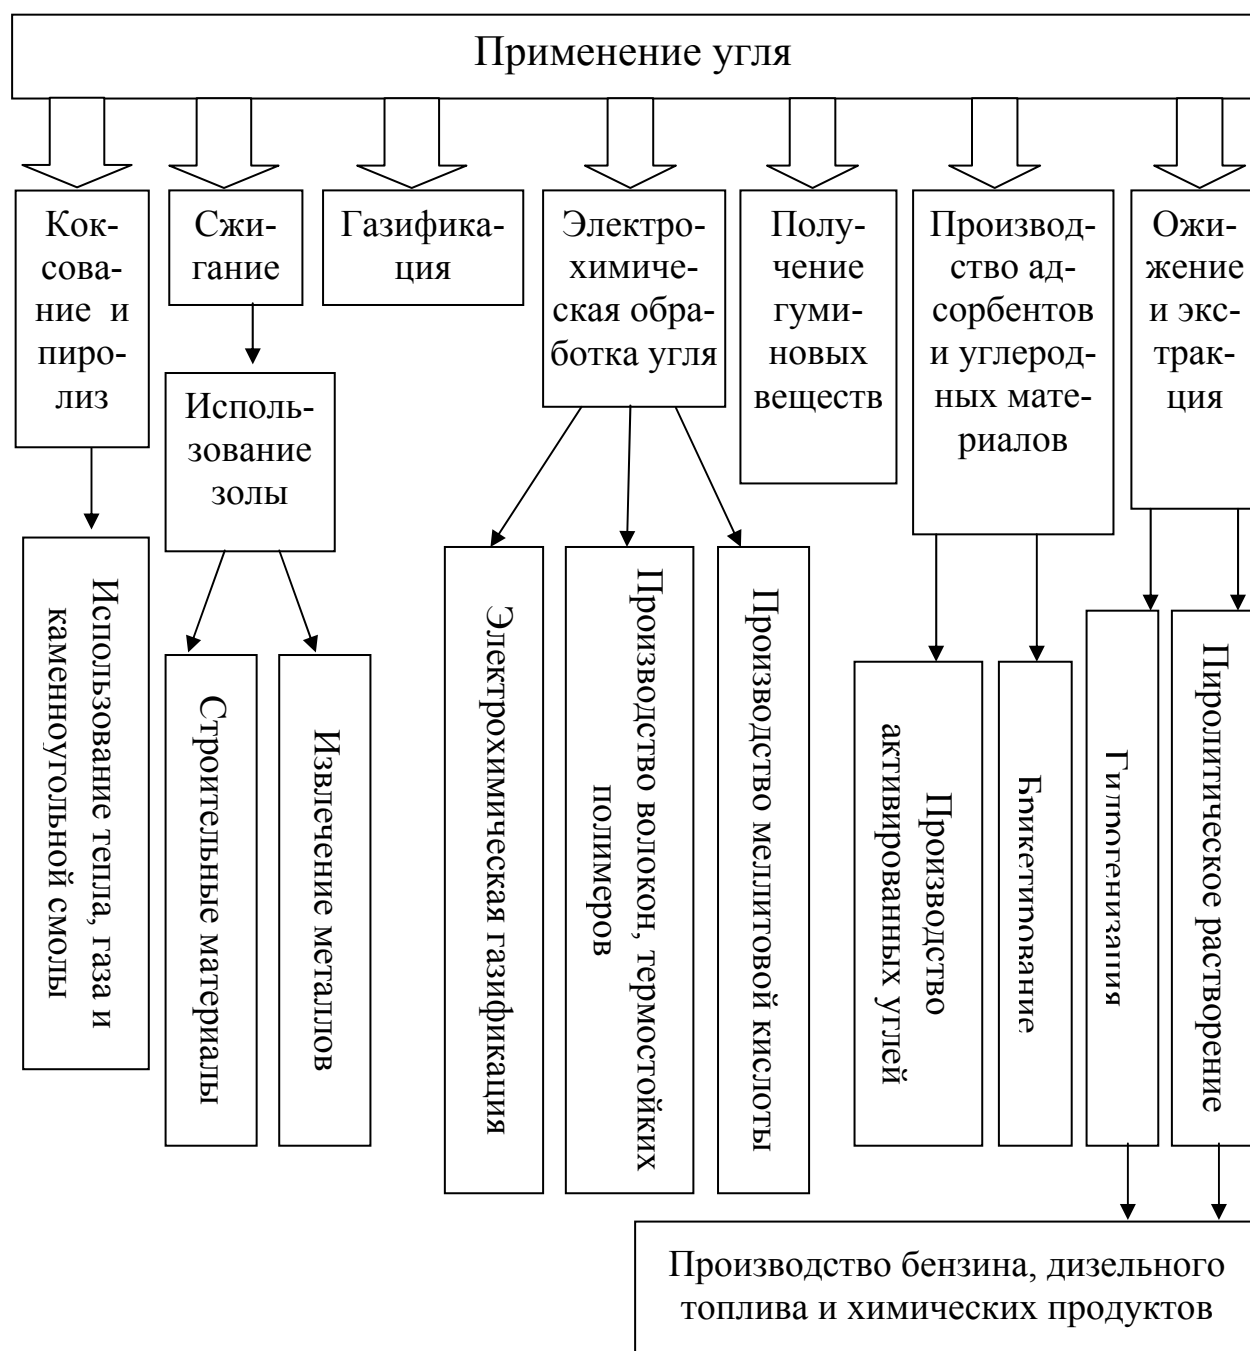 Применение угля
Кок-
сова-
ние и
пиро-
лиз
Сжи-
гание
Газифика-
ция
Электро-
химиче-
ская обра-
ботка угля
Полу-
чение
гуми-
новых
веществ
Производ-
ство ад-
сорбентов
и углерод-
ных мате-
риалов
Ожи-
жение
и экс-
трак-
ция
Исполь-
зование
золы
Использование тепла, газа и
каменноугольной смолы
Строительные материалы
Извлечение металлов
Электрохимическая газификация
Производство волокон, термостойких
полимеров
Производство меллитовой кислоты
Производство
активированных углей
Брикетирование
Гидрогенизация
Пиролитическое растворение
Производство бензина, дизельного
топлива и химических продуктов